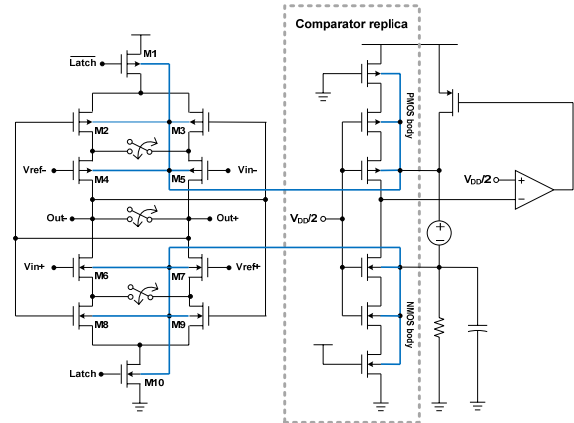 Comparator replica
M1
Latch
PMOS body
M2
M3
Vref-
M4
M5
Vin-
VDD/2
+
−
Out-
Out+
VDD/2
+
−
Vin+
M6
M7
Vref+
M8
M9
NMOS body
Latch
M10